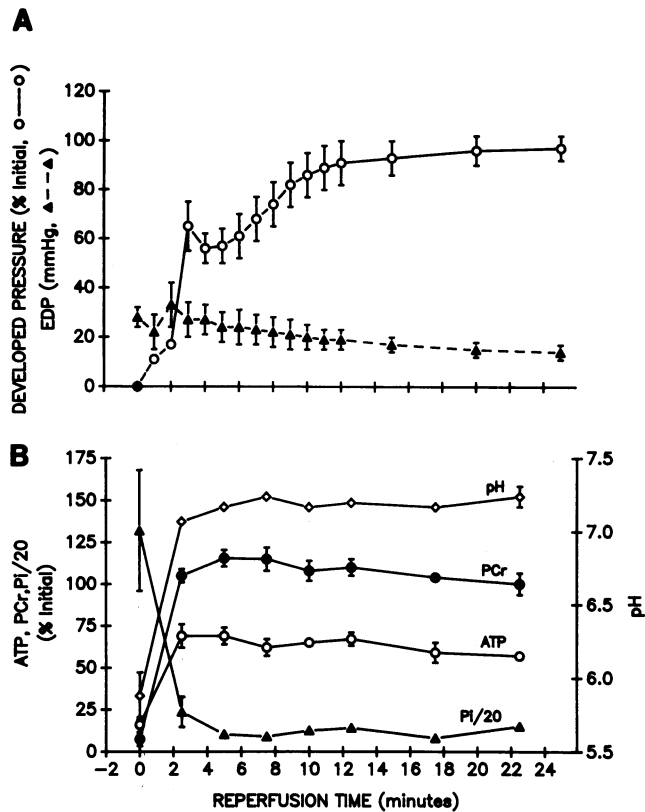 A
DEVELOPED PRESSURE (% Initial, o——o)
EDP (mmHg, ▲--▲)
120
100
80
60
40
20
0
B
ATP, PCr,Pi/20
(% Initial)
175
150
125
100
75
50
25
0
pH
PCr
ATP
Pi/20
7.5
7.0
6.5
6.0
5.5
pH
-2 0 2 4 6 8 10 12 14 16 18 20 22 24
REPERFUSION TIME (minutes)